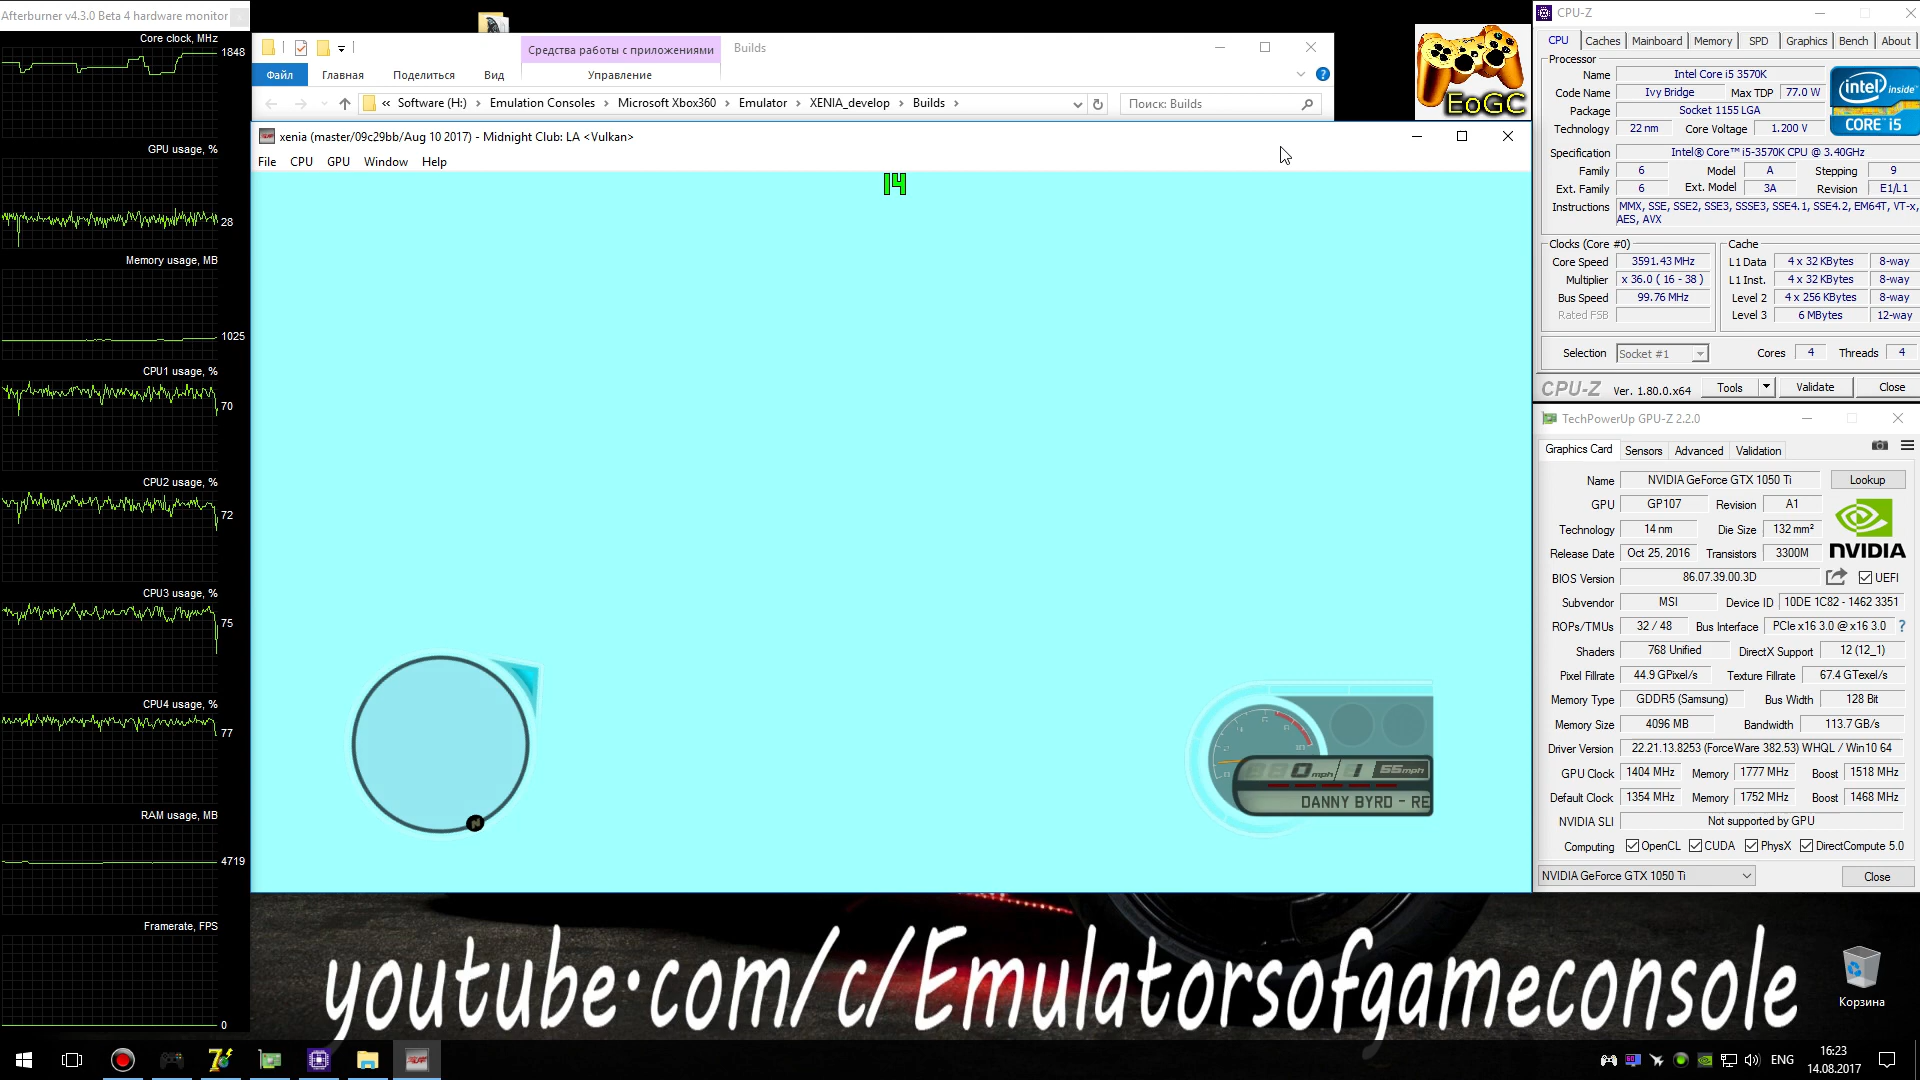 Afterburner v4.3.0 Beta 4 hardware monitor
Core clock, MHz
1848
GPU usage, %
28
Memory usage, MB
1025
CPU1 usage, %
70
CPU2 usage, %
72
CPU3 usage, %
75
CPU4 usage, %
77
RAM usage, MB
4719
Framerate, FPS
0
Средства работы с приложениями
Builds
Файл
Главная
Поделиться
Вид
Управление
« Software (H:) Emulation Consoles Microsoft Xbox360 Emulator XENIA_develop Builds
Поиск: Builds
EoGC
xenia (master/09c29bb/Aug 10 2017) - Midnight Club: LA <Vulkan>
File CPU GPU Window Help
14
N
0 mph 1 55mph
DANNY BYRD - RE
CPU-Z
CPU Caches Mainboard Memory SPD Graphics Bench About
Processor
Name Intel Core i5 3570K
Code Name Ivy Bridge Max TDP 77.0 W
Package Socket 1155 LGA
Technology 22 nm Core Voltage 1.200 V
intel inside™
CORE™ i5
Specification Intel® Core™ i5-3570K CPU @ 3.40GHz
Family 6 Model A Stepping 9
Ext. Family 6 Ext. Model 3A Revision E1/L1
Instructions MMX, SSE, SSE2, SSE3, SSSE3, SSE4.1, SSE4.2, EM64T, VT-x,
AES, AVX
Clocks (Core #0)
Core Speed 3591.43 MHz
Multiplier x 36.0 ( 16 - 38 )
Bus Speed 99.76 MHz
Rated FSB
Cache
L1 Data 4 x 32 KBytes 8-way
L1 Inst. 4 x 32 KBytes 8-way
Level 2 4 x 256 KBytes 8-way
Level 3 6 MBytes 12-way
Selection Socket #1 Cores 4 Threads 4
CPU-Z Ver. 1.80.0.x64 Tools Validate Close
TechPowerUp GPU-Z 2.2.0
Graphics Card Sensors Advanced Validation
Name NVIDIA GeForce GTX 1050 Ti Lookup
GPU GP107 Revision A1
Technology 14 nm Die Size 132 mm²
Release Date Oct 25, 2016 Transistors 3300M
NVIDIA
BIOS Version 86.07.39.00.3D UEFI
Subvendor MSI Device ID 10DE 1C82 - 1462 3351
ROPs/TMUs 32 / 48 Bus Interface PCIe x16 3.0 @ x16 3.0 ?
Shaders 768 Unified DirectX Support 12 (12_1)
Pixel Fillrate 44.9 GPixel/s Texture Fillrate 67.4 GTexel/s
Memory Type GDDR5 (Samsung) Bus Width 128 Bit
Memory Size 4096 MB Bandwidth 113.7 GB/s
Driver Version 22.21.13.8253 (ForceWare 382.53) WHQL / Win10 64
GPU Clock 1404 MHz Memory 1777 MHz Boost 1518 MHz
Default Clock 1354 MHz Memory 1752 MHz Boost 1468 MHz
NVIDIA SLI Not supported by GPU
Computing OpenCL CUDA PhysX DirectCompute 5.0
NVIDIA GeForce GTX 1050 Ti Close
youtube.com/c/Emulatorsofgameconsole
Корзина
ENG
16:23
14.08.2017